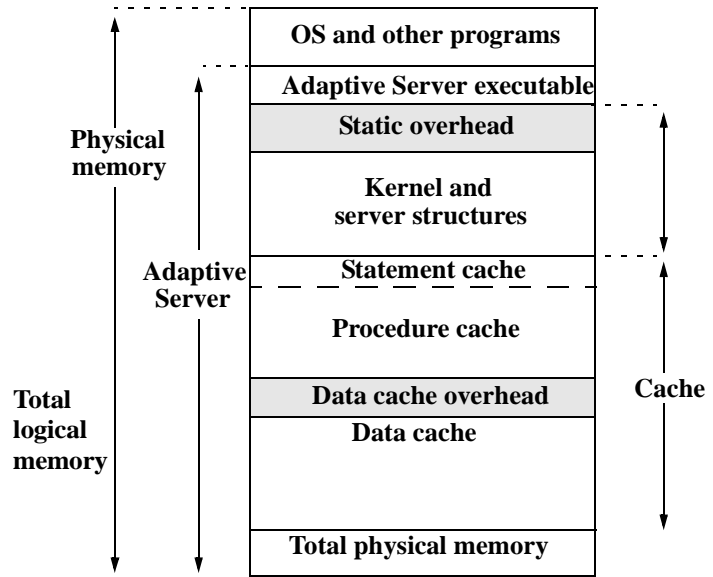 OS and other programs
Adaptive Server executable
Static overhead
Physical
memory
Kernel and
server structures
Adaptive
Server
Statement cache
Procedure cache
Data cache overhead
Cache
Total
logical
memory
Data cache
Total physical memory